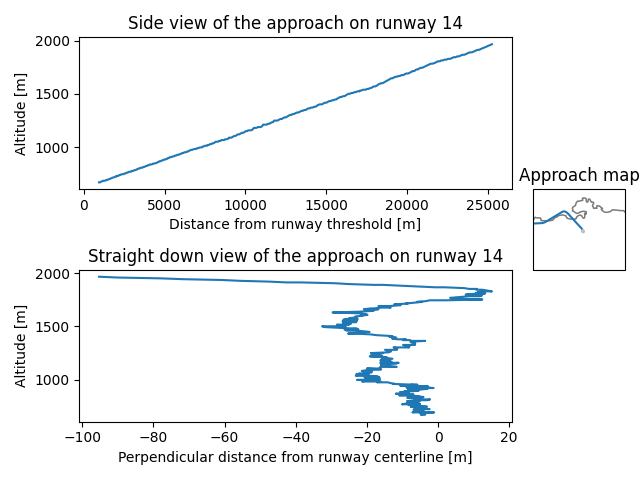 Side view of the approach on runway 14
2000
1500
1000
Altitude [m]
0 5000 10000 15000 20000 25000
Distance from runway threshold [m]
Approach map
Straight down view of the approach on runway 14
2000
1500
1000
Altitude [m]
−100 −80 −60 −40 −20 0 20
Perpendicular distance from runway centerline [m]